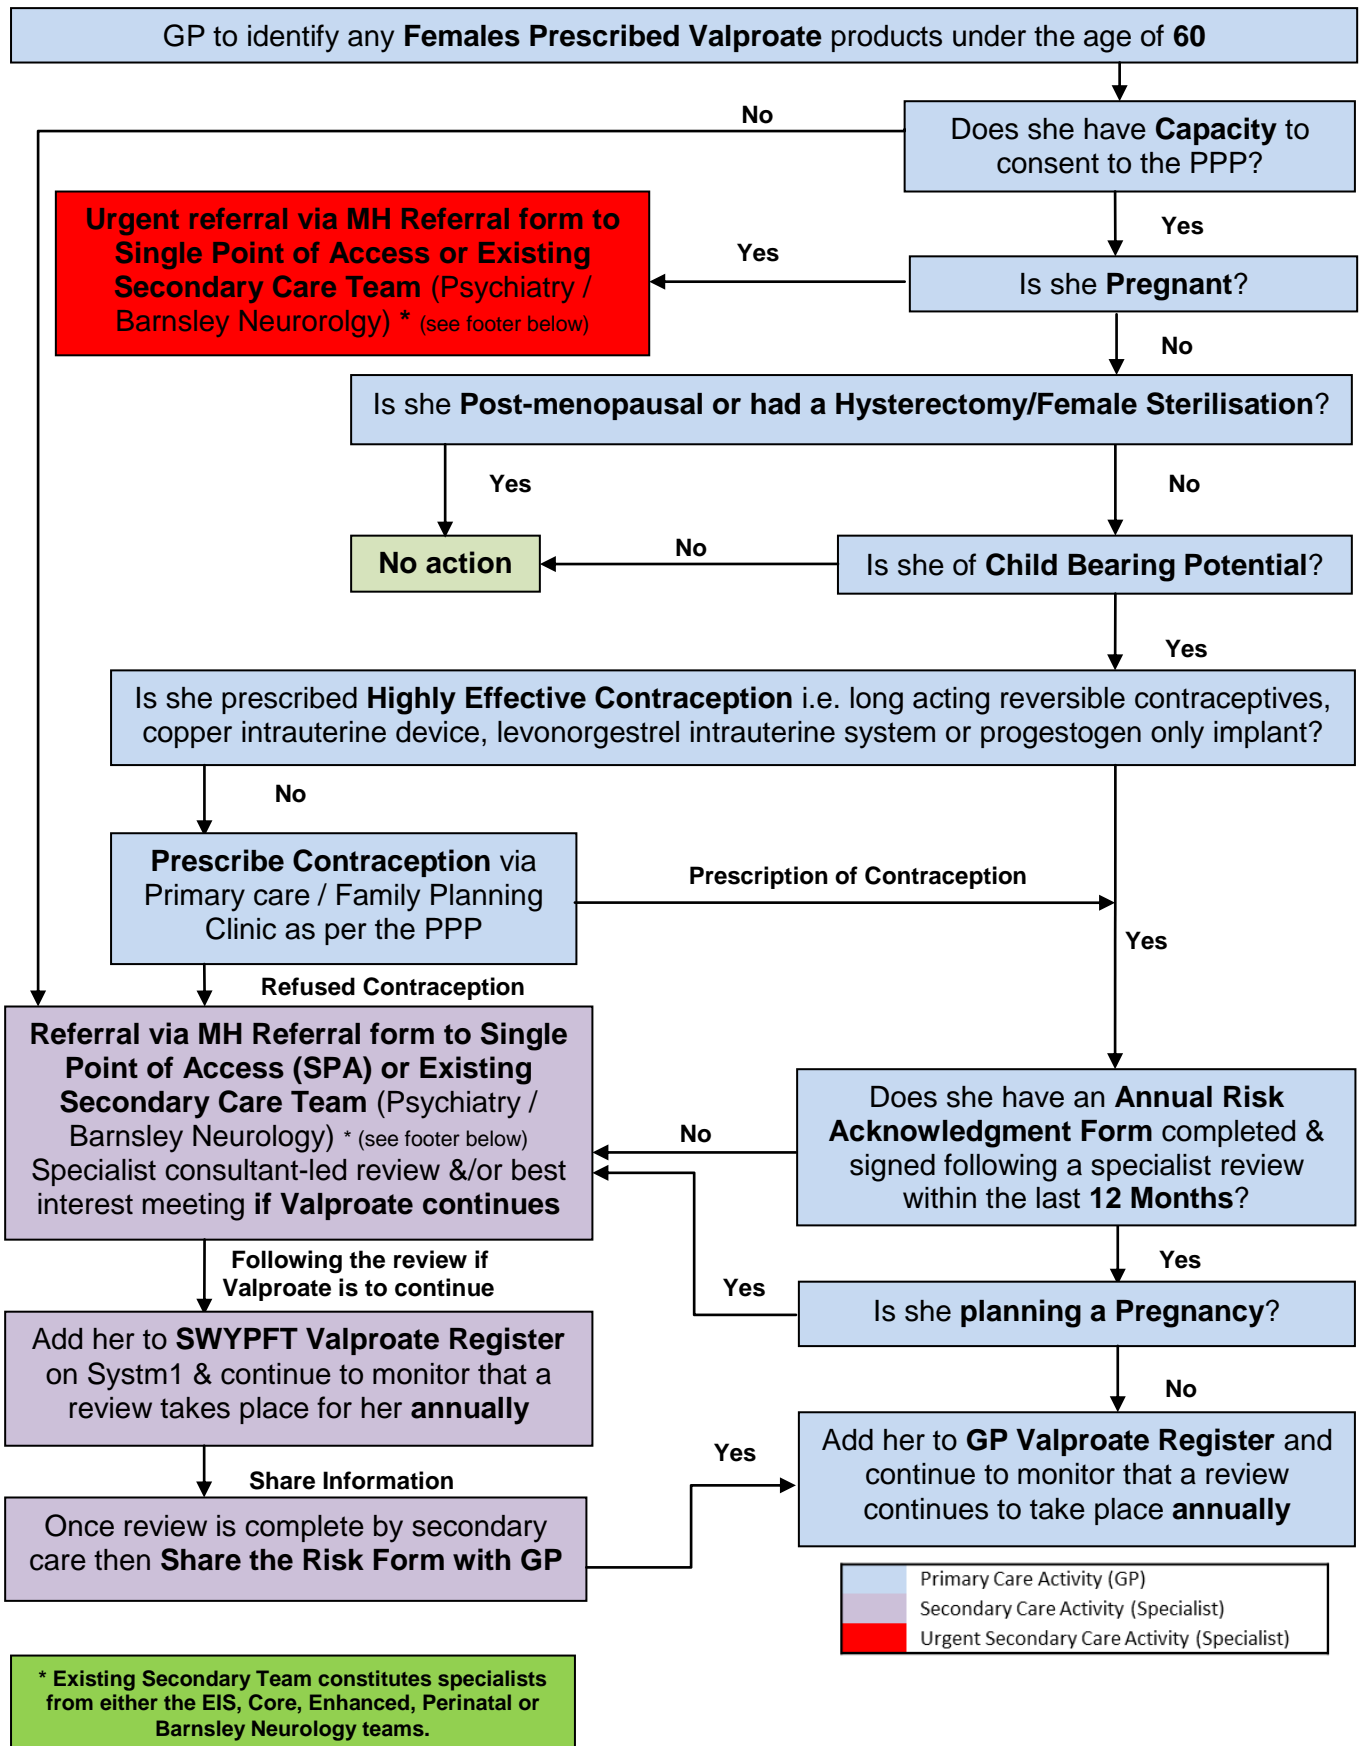 GP to identify any Females Prescribed Valproate products under the age of 60
No
Does she have Capacity to
consent to the PPP?
Yes
Urgent referral via MH Referral form to
Single Point of Access or Existing
Secondary Care Team (Psychiatry /
Barnsley Neurorolgy) * (see footer below)
Yes
Is she Pregnant?
No
Is she Post-menopausal or had a Hysterectomy/Female Sterilisation?
Yes
No
No action
No
Is she of Child Bearing Potential?
Yes
Is she prescribed Highly Effective Contraception i.e. long acting reversible contraceptives,
copper intrauterine device, levonorgestrel intrauterine system or progestogen only implant?
No
Prescribe Contraception via
Primary care / Family Planning
Clinic as per the PPP
Prescription of Contraception
Yes
Refused Contraception
Referral via MH Referral form to Single
Point of Access (SPA) or Existing
Secondary Care Team (Psychiatry /
Barnsley Neurology) * (see footer below)
Specialist consultant-led review &/or best
interest meeting if Valproate continues
No
Does she have an Annual Risk
Acknowledgment Form completed &
signed following a specialist review
within the last 12 Months?
Yes
Following the review if
Valproate is to continue
Yes
Is she planning a Pregnancy?
No
Add her to SWYPFT Valproate Register
on Systm1 & continue to monitor that a
review takes place for her annually
Share Information
Once review is complete by secondary
care then Share the Risk Form with GP
Yes
Add her to GP Valproate Register and
continue to monitor that a review
continues to take place annually
Primary Care Activity (GP)
Secondary Care Activity (Specialist)
Urgent Secondary Care Activity (Specialist)
* Existing Secondary Team constitutes specialists
from either the EIS, Core, Enhanced, Perinatal or
Barnsley Neurology teams.